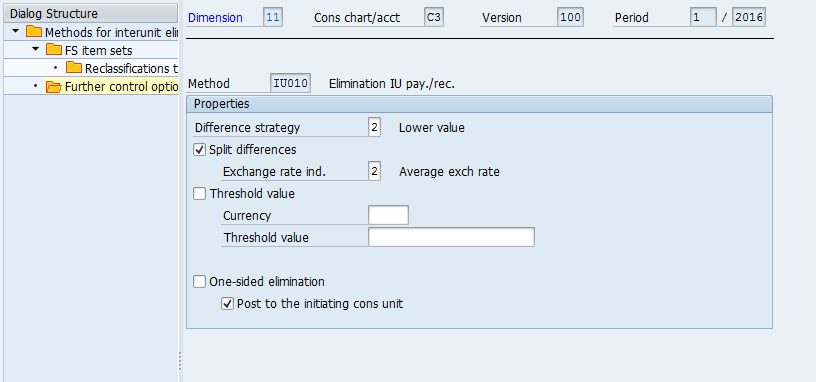 Dialog Structure
Methods for interunit eli
FS item sets
Reclassifications t
Further control optio
Dimension 11 Cons chart/acct C3 Version 100 Period 1 / 2016
Method IU010 Elimination IU pay./rec.
Properties
Difference strategy 2 Lower value
Split differences
Exchange rate ind. 2 Average exch rate
Threshold value
Currency
Threshold value
One-sided elimination
Post to the initiating cons unit